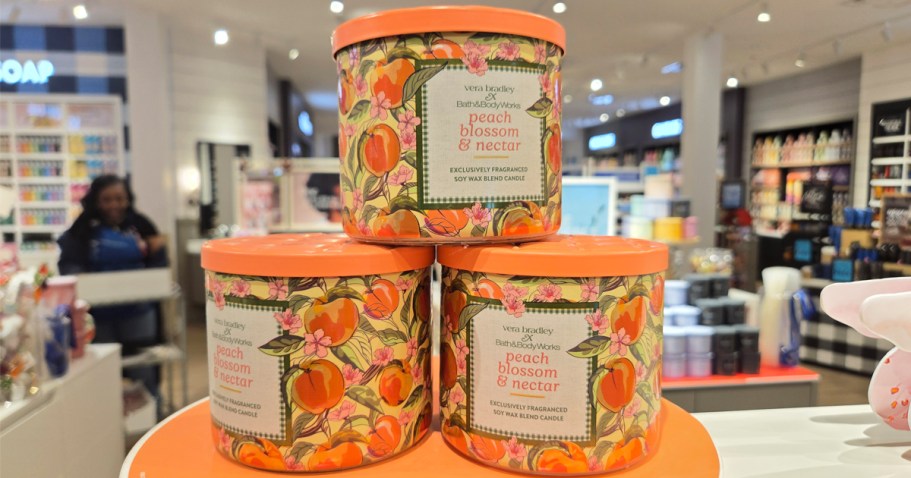 SOAP
vera bradley
X
Bath&BodyWorks
peach
blossom
& nectar
EXCLUSIVELY FRAGRANCED
SOY WAX BLEND CANDLE
vera bradley
X
Bath&BodyWorks
peach
blossom
& nectar
EXCLUSIVELY FRAGRANCED
SOY WAX BLEND CANDLE
vera bradley
X
Bath&BodyWorks
peach
blossom
& nectar
EXCLUSIVELY FRAGRANCED
SOY WAX BLEND CANDLE